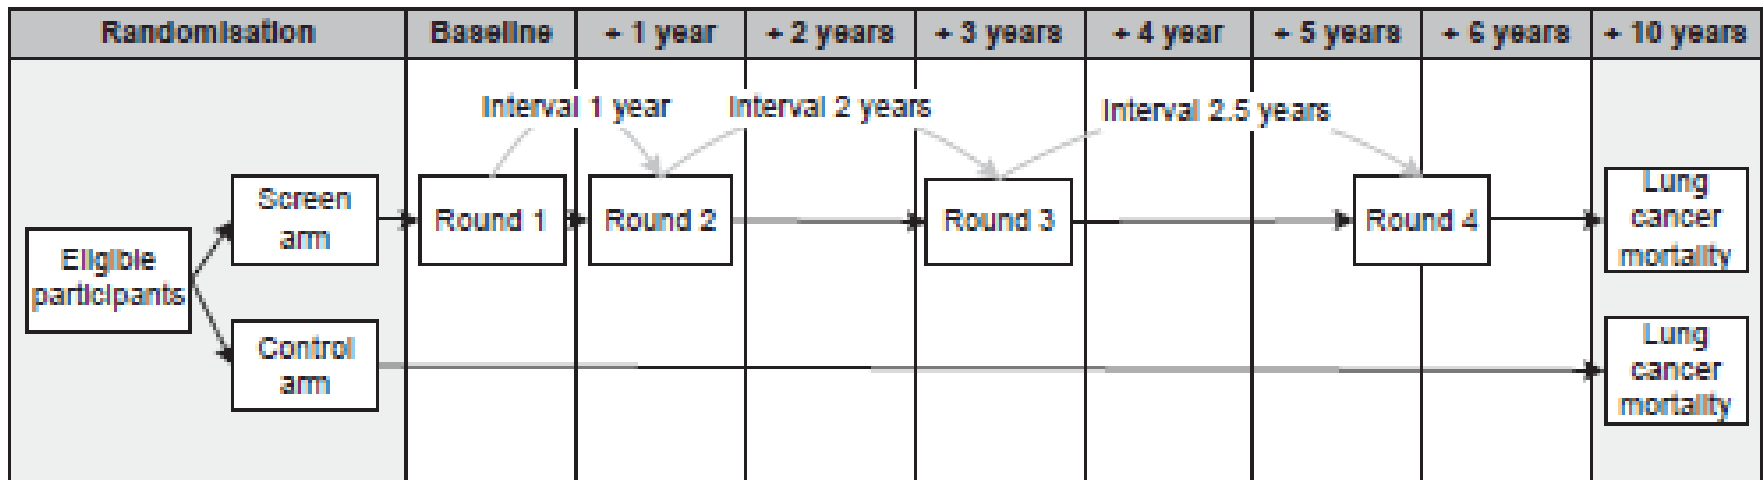 Randomisation
Baseline
+ 1 year
+ 2 years
+ 3 years
+ 4 year
+ 5 years
+ 6 years
+ 10 years
Interval 1 year
Interval 2 years
Interval 2.5 years
Eligible
participants
Screen
arm
Round 1
Round 2
Round 3
Round 4
Lung
cancer
mortality
Control
arm
Lung
cancer
mortality